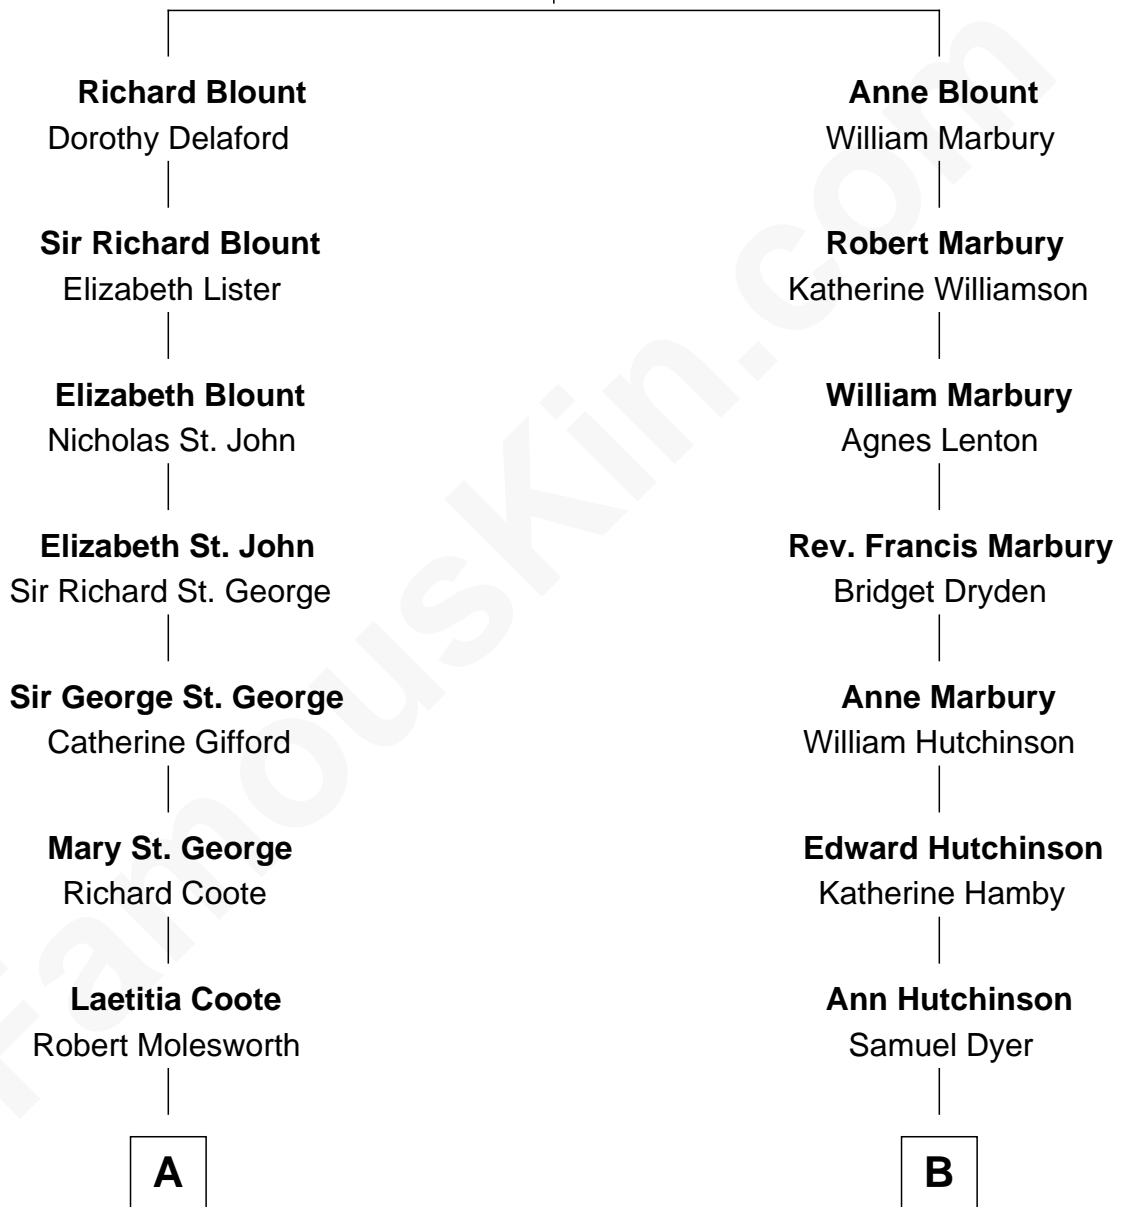 Richard Blount
Dorothy Delaford
Sir Richard Blount
Elizabeth Lister
Elizabeth Blount
Nicholas St. John
Elizabeth St. John
Sir Richard St. George
Sir George St. George
Catherine Gifford
Mary St. George
Richard Coote
Laetitia Coote
Robert Molesworth
A
Anne Blount
William Marbury
Robert Marbury
Katherine Williamson
William Marbury
Agnes Lenton
Rev. Francis Marbury
Bridget Dryden
Anne Marbury
William Hutchinson
Edward Hutchinson
Katherine Hamby
Ann Hutchinson
Samuel Dyer
B
FamousKin.com